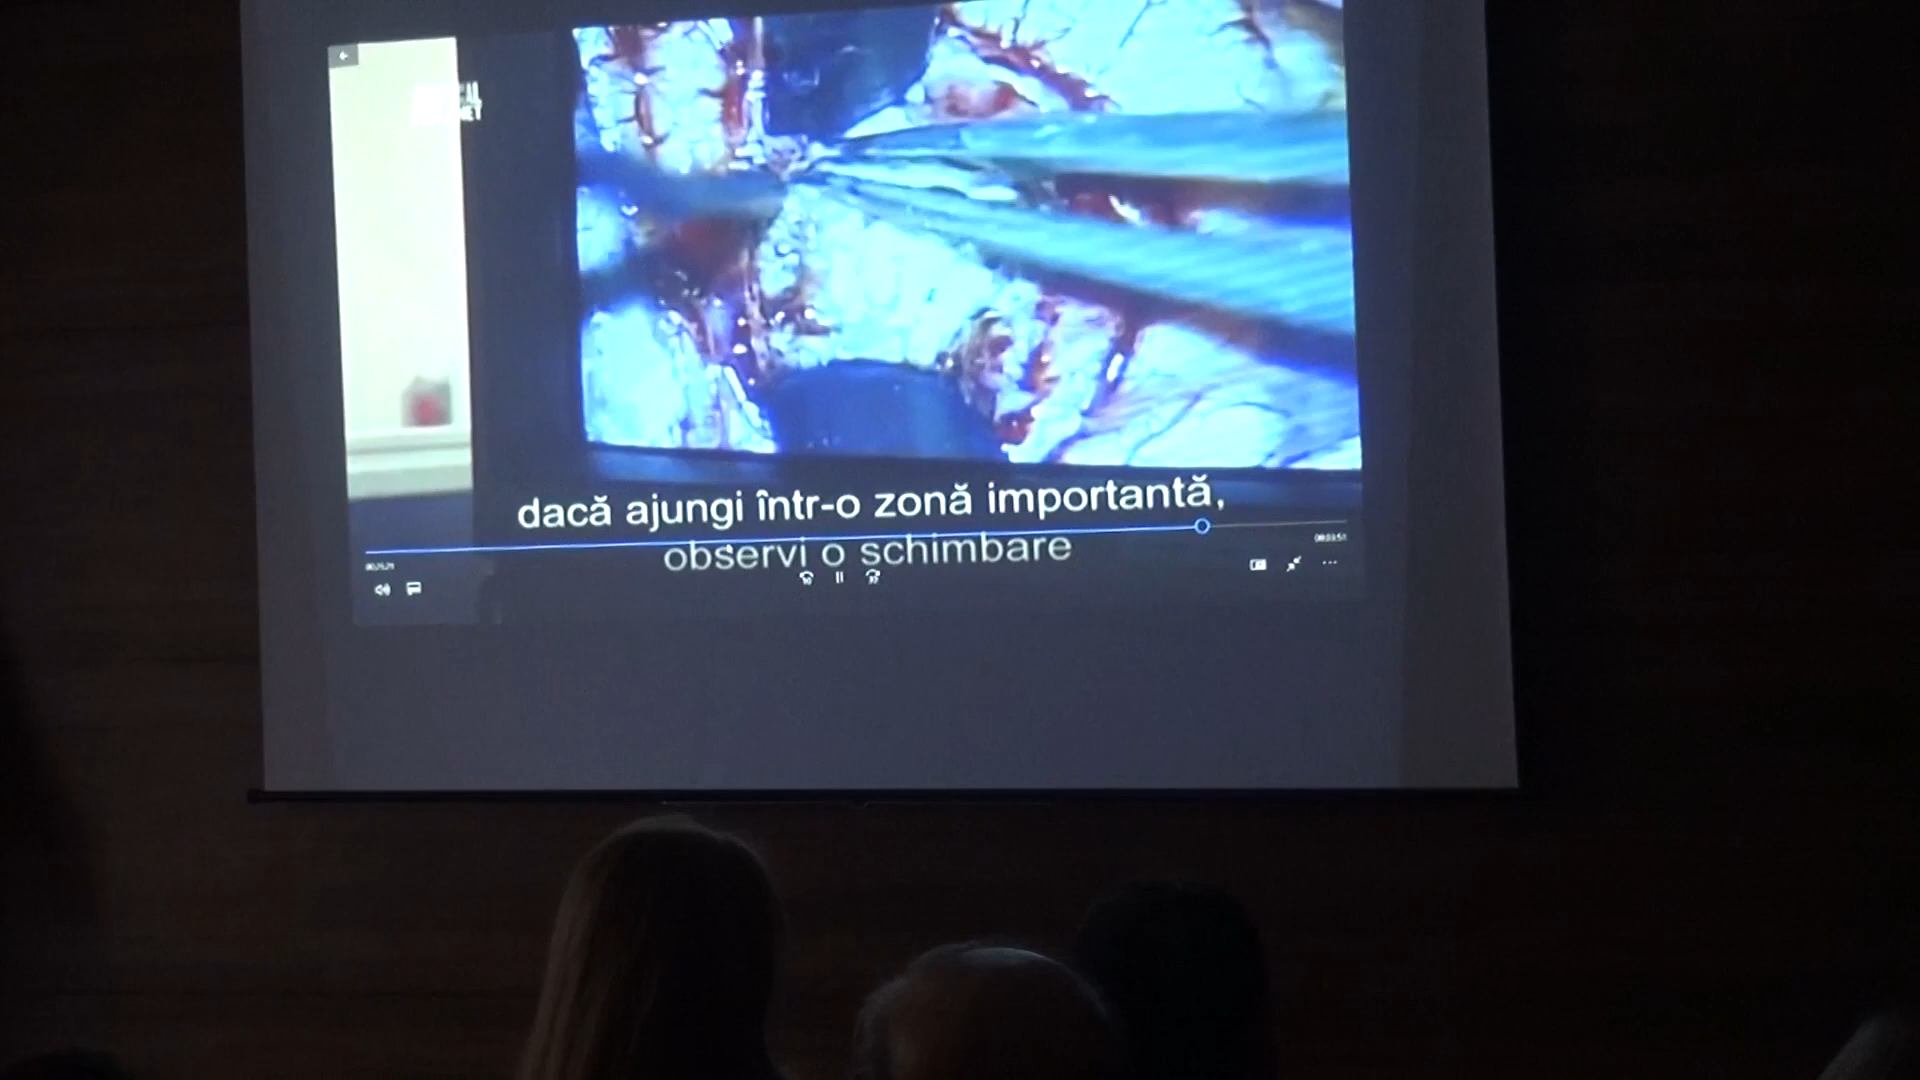 dacă ajungi într-o zonă importantă,
observi o schimbare